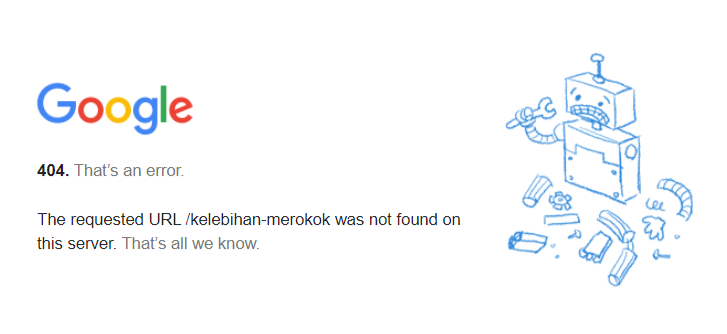 Google
404. That’s an error.
The requested URL /kelebihan-merokok was not found on
this server. That’s all we know.